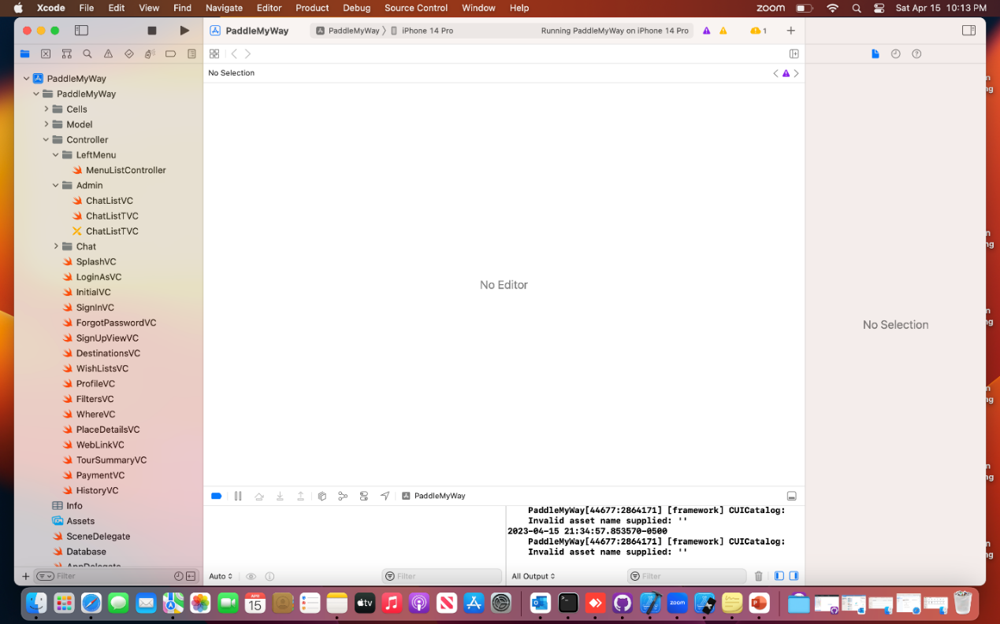 Xcode File Edit View Find Navigate Editor Product Debug Source Control Window Help zoom Sat Apr 15 10:13 PM
PaddleMyWay PaddleMyWay iPhone 14 Pro Running PaddleMyWay on iPhone 14 Pro 1
No Selection
PaddleMyWay
PaddleMyWay
Cells
Model
Controller
LeftMenu
MenuListController
Admin
ChatListVC
ChatListTVC
ChatListTVC
Chat
SplashVC
LoginAsVC
InitialVC
SignInVC
ForgotPasswordVC
SignUpViewVC
DestinationsVC
WishListsVC
ProfileVC
FiltersVC
WhereVC
PlaceDetailsVC
WebLinkVC
TourSummaryVC
PaymentVC
HistoryVC
Info
Assets
SceneDelegate
Database
AppDelegate
Filter
No Editor
No Selection
PaddleMyWay
PaddleMyWay[44677:2864171] [framework] CUICatalog:
Invalid asset name supplied: ''
2023-04-15 21:34:57.853570-0500
PaddleMyWay[44677:2864171] [framework] CUICatalog:
Invalid asset name supplied: ''
Auto Filter All Output Filter
APR
15
tv
zoom